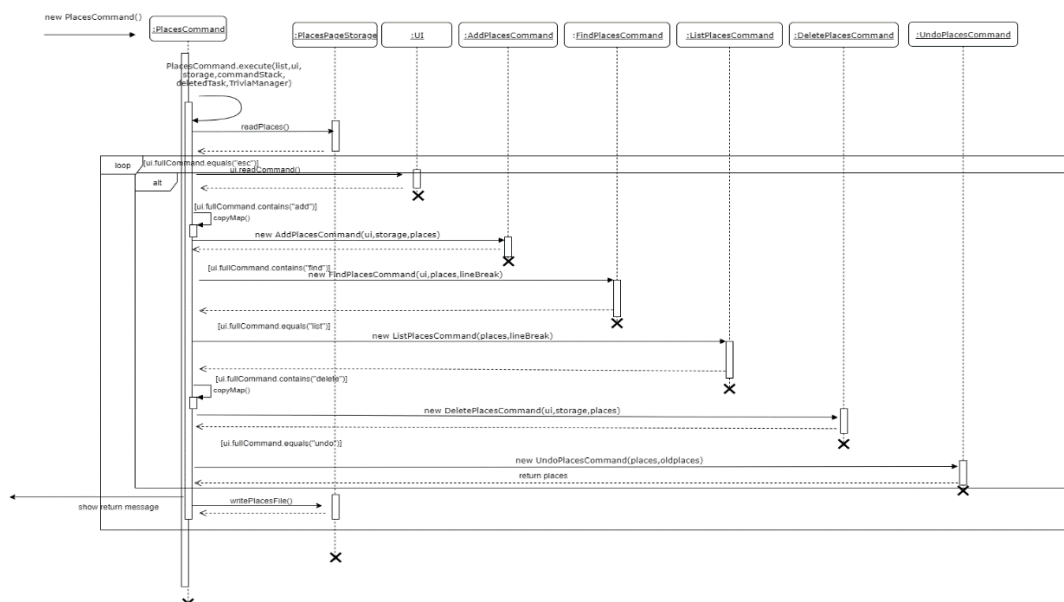 new PlacesCommand()
:PlacesCommand
:PlacesPageStorage
:UI
:AddPlacesCommand
:FindPlacesCommand
:ListPlacesCommand
:DeletePlacesCommand
:UndoPlacesCommand
PlacesCommand.execute(list,ui,
storage,commandStack,
deletedTask,TriviaManager)
readPlaces()
loop
[ui.fullCommand.equals("esc")]
ui.readCommand()
alt
[ui.fullCommand.contains("add")]
copyMap()
new AddPlacesCommand(ui,storage,places)
[ui.fullCommand.contains("find")]
new FindPlacesCommand(ui,places,lineBreak)
[ui.fullCommand.equals("list")]
new ListPlacesCommand(places,lineBreak)
[ui.fullCommand.contains("delete")]
copyMap()
new DeletePlacesCommand(ui,storage,places)
[ui.fullCommand.equals("undo")]
new UndoPlacesCommand(places,oldplaces)
return places
writePlacesFile()
show return message